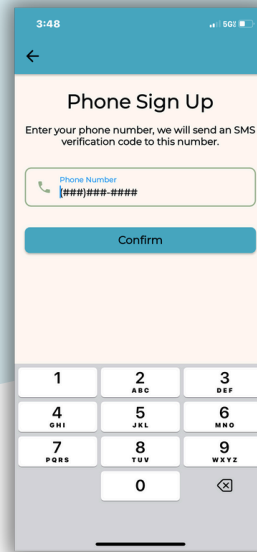 3:48
5G
Phone Sign Up
Enter your phone number, we will send an SMS
verification code to this number.
Phone Number
(###)###-####
Confirm
1
2
ABC
3
DEF
4
GHI
5
JKL
6
MNO
7
PQRS
8
TUV
9
WXYZ
0